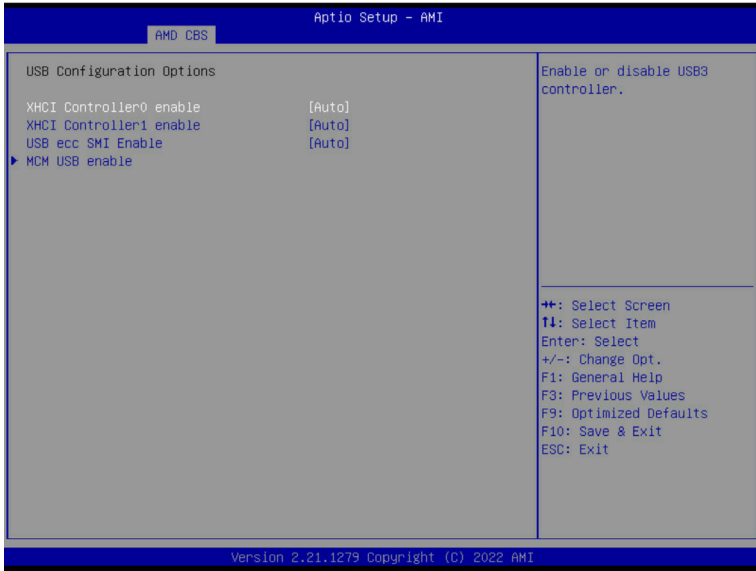 Aptio Setup - AMI
AMD CBS
USB Configuration Options
XHCI Controller0 enable [Auto]
XHCI Controller1 enable [Auto]
USB ecc SMI Enable [Auto]
MCM USB enable
Enable or disable USB3
controller.
→←: Select Screen
↑↓: Select Item
Enter: Select
+/-: Change Opt.
F1: General Help
F3: Previous Values
F9: Optimized Defaults
F10: Save & Exit
ESC: Exit
Version 2.21.1279 Copyright (C) 2022 AMI